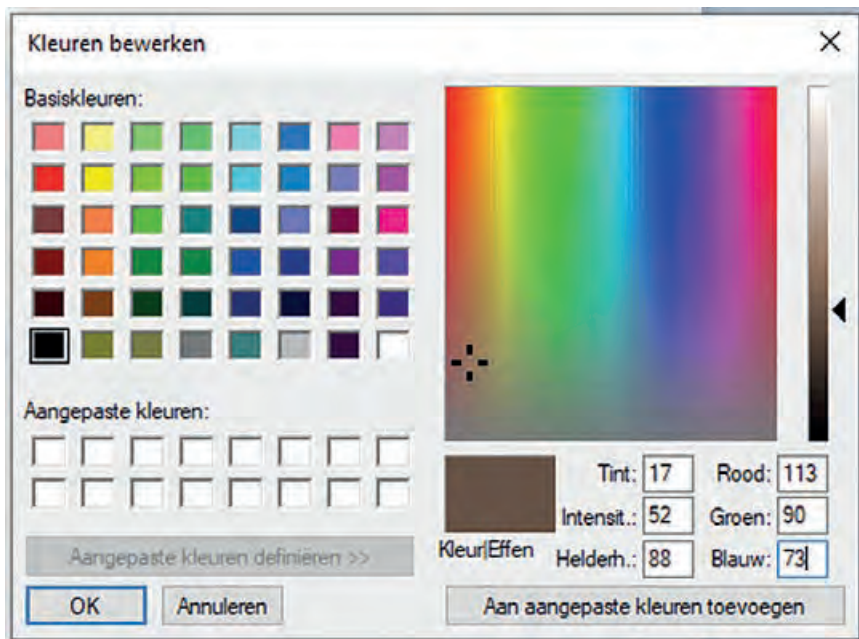 Kleuren bewerken
Basiskleuren:
Aangepaste kleuren:
Aangepaste kleuren definiëren >>
OK Annuleren
Kleur|Effen
Tint: 17 Rood: 113
Intensit.: 52 Groen: 90
Helderh.: 88 Blauw: 73
Aan aangepaste kleuren toevoegen